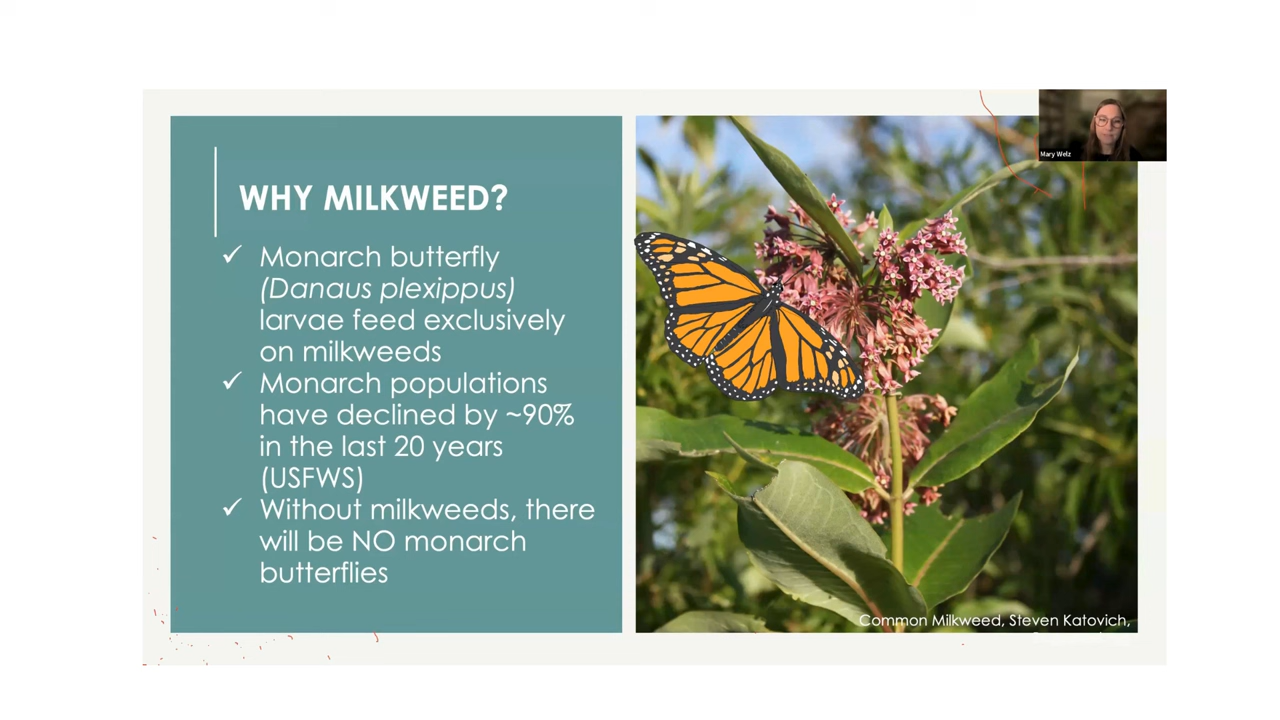 WHY MILKWEED?
✓ Monarch butterfly
(Danaus plexippus)
larvae feed exclusively
on milkweeds
✓ Monarch populations
have declined by ~90%
in the last 20 years
(USFWS)
✓ Without milkweeds, there
will be NO monarch
butterflies
Mary Welz
Common Milkweed, Steven Katovich,